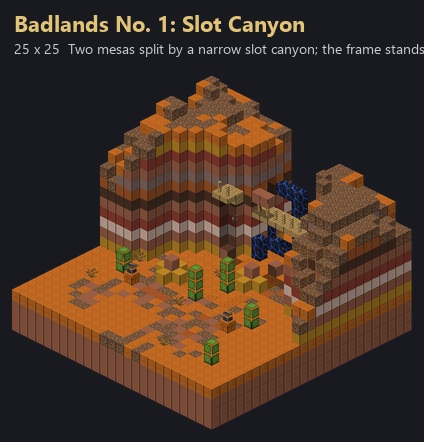 Badlands No. 1: Slot Canyon
25 x 25  Two mesas split by a narrow slot canyon; the frame stands